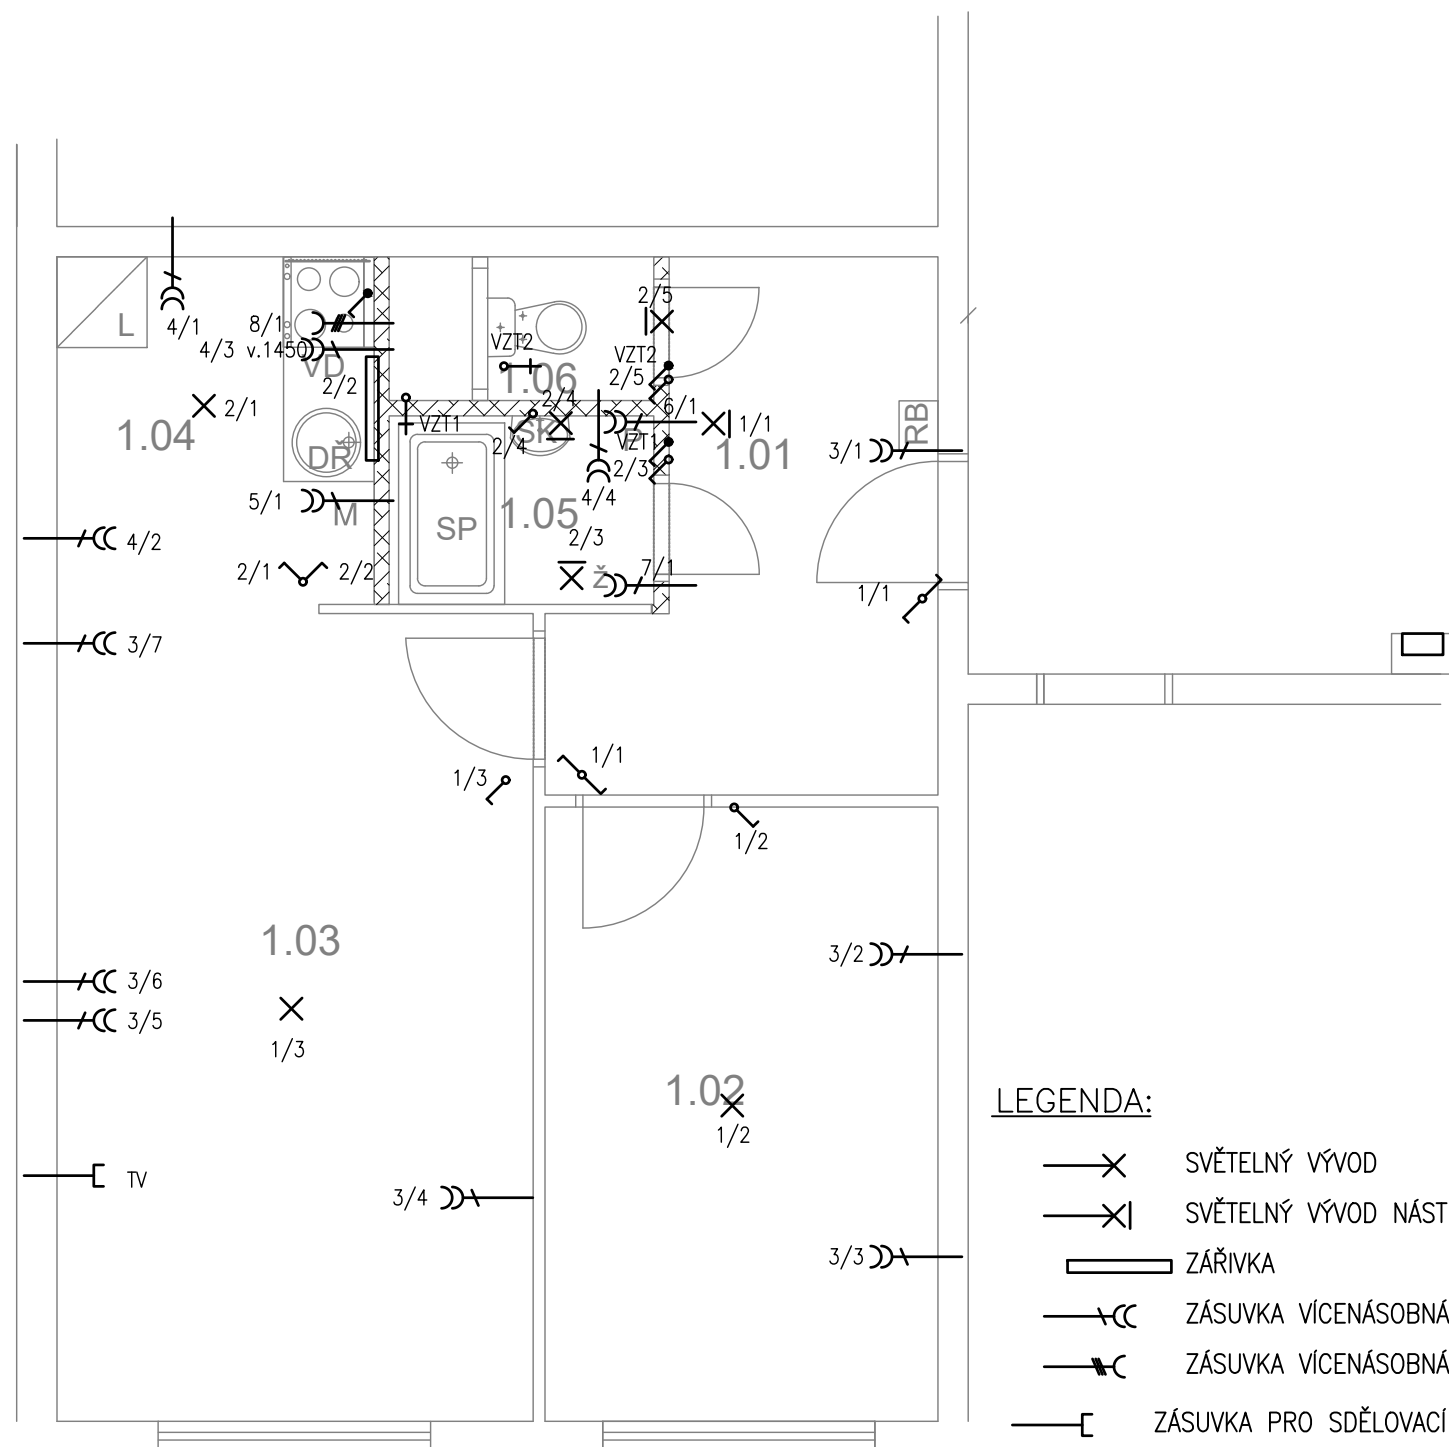 L
4/1
8/1
4/3 v.1450
VD
2/2
2/1
1.04
DŘ
5/1
M
4/2
2/1
2/2
3/7
VZT2
1.06
2/5
VZT2
2/5
VZT1
2/4
SK
2/4
6/1
P
VZT1
2/3
4/4
1.05
SP
2/3
Ž
7/1
1/1
1.01
3/1
RB
1/1
1/1
1/3
1/2
1.03
3/6
3/5
1/3
TV
3/4
3/2
1.02
1/2
3/3
LEGENDA:
SVĚTELNÝ VÝVOD
SVĚTELNÝ VÝVOD NÁST
ZÁŘIVKA
ZÁSUVKA VÍCENÁSOBNÁ
ZÁSUVKA VÍCENÁSOBNÁ
ZÁSUVKA PRO SDĚLOVACÍ